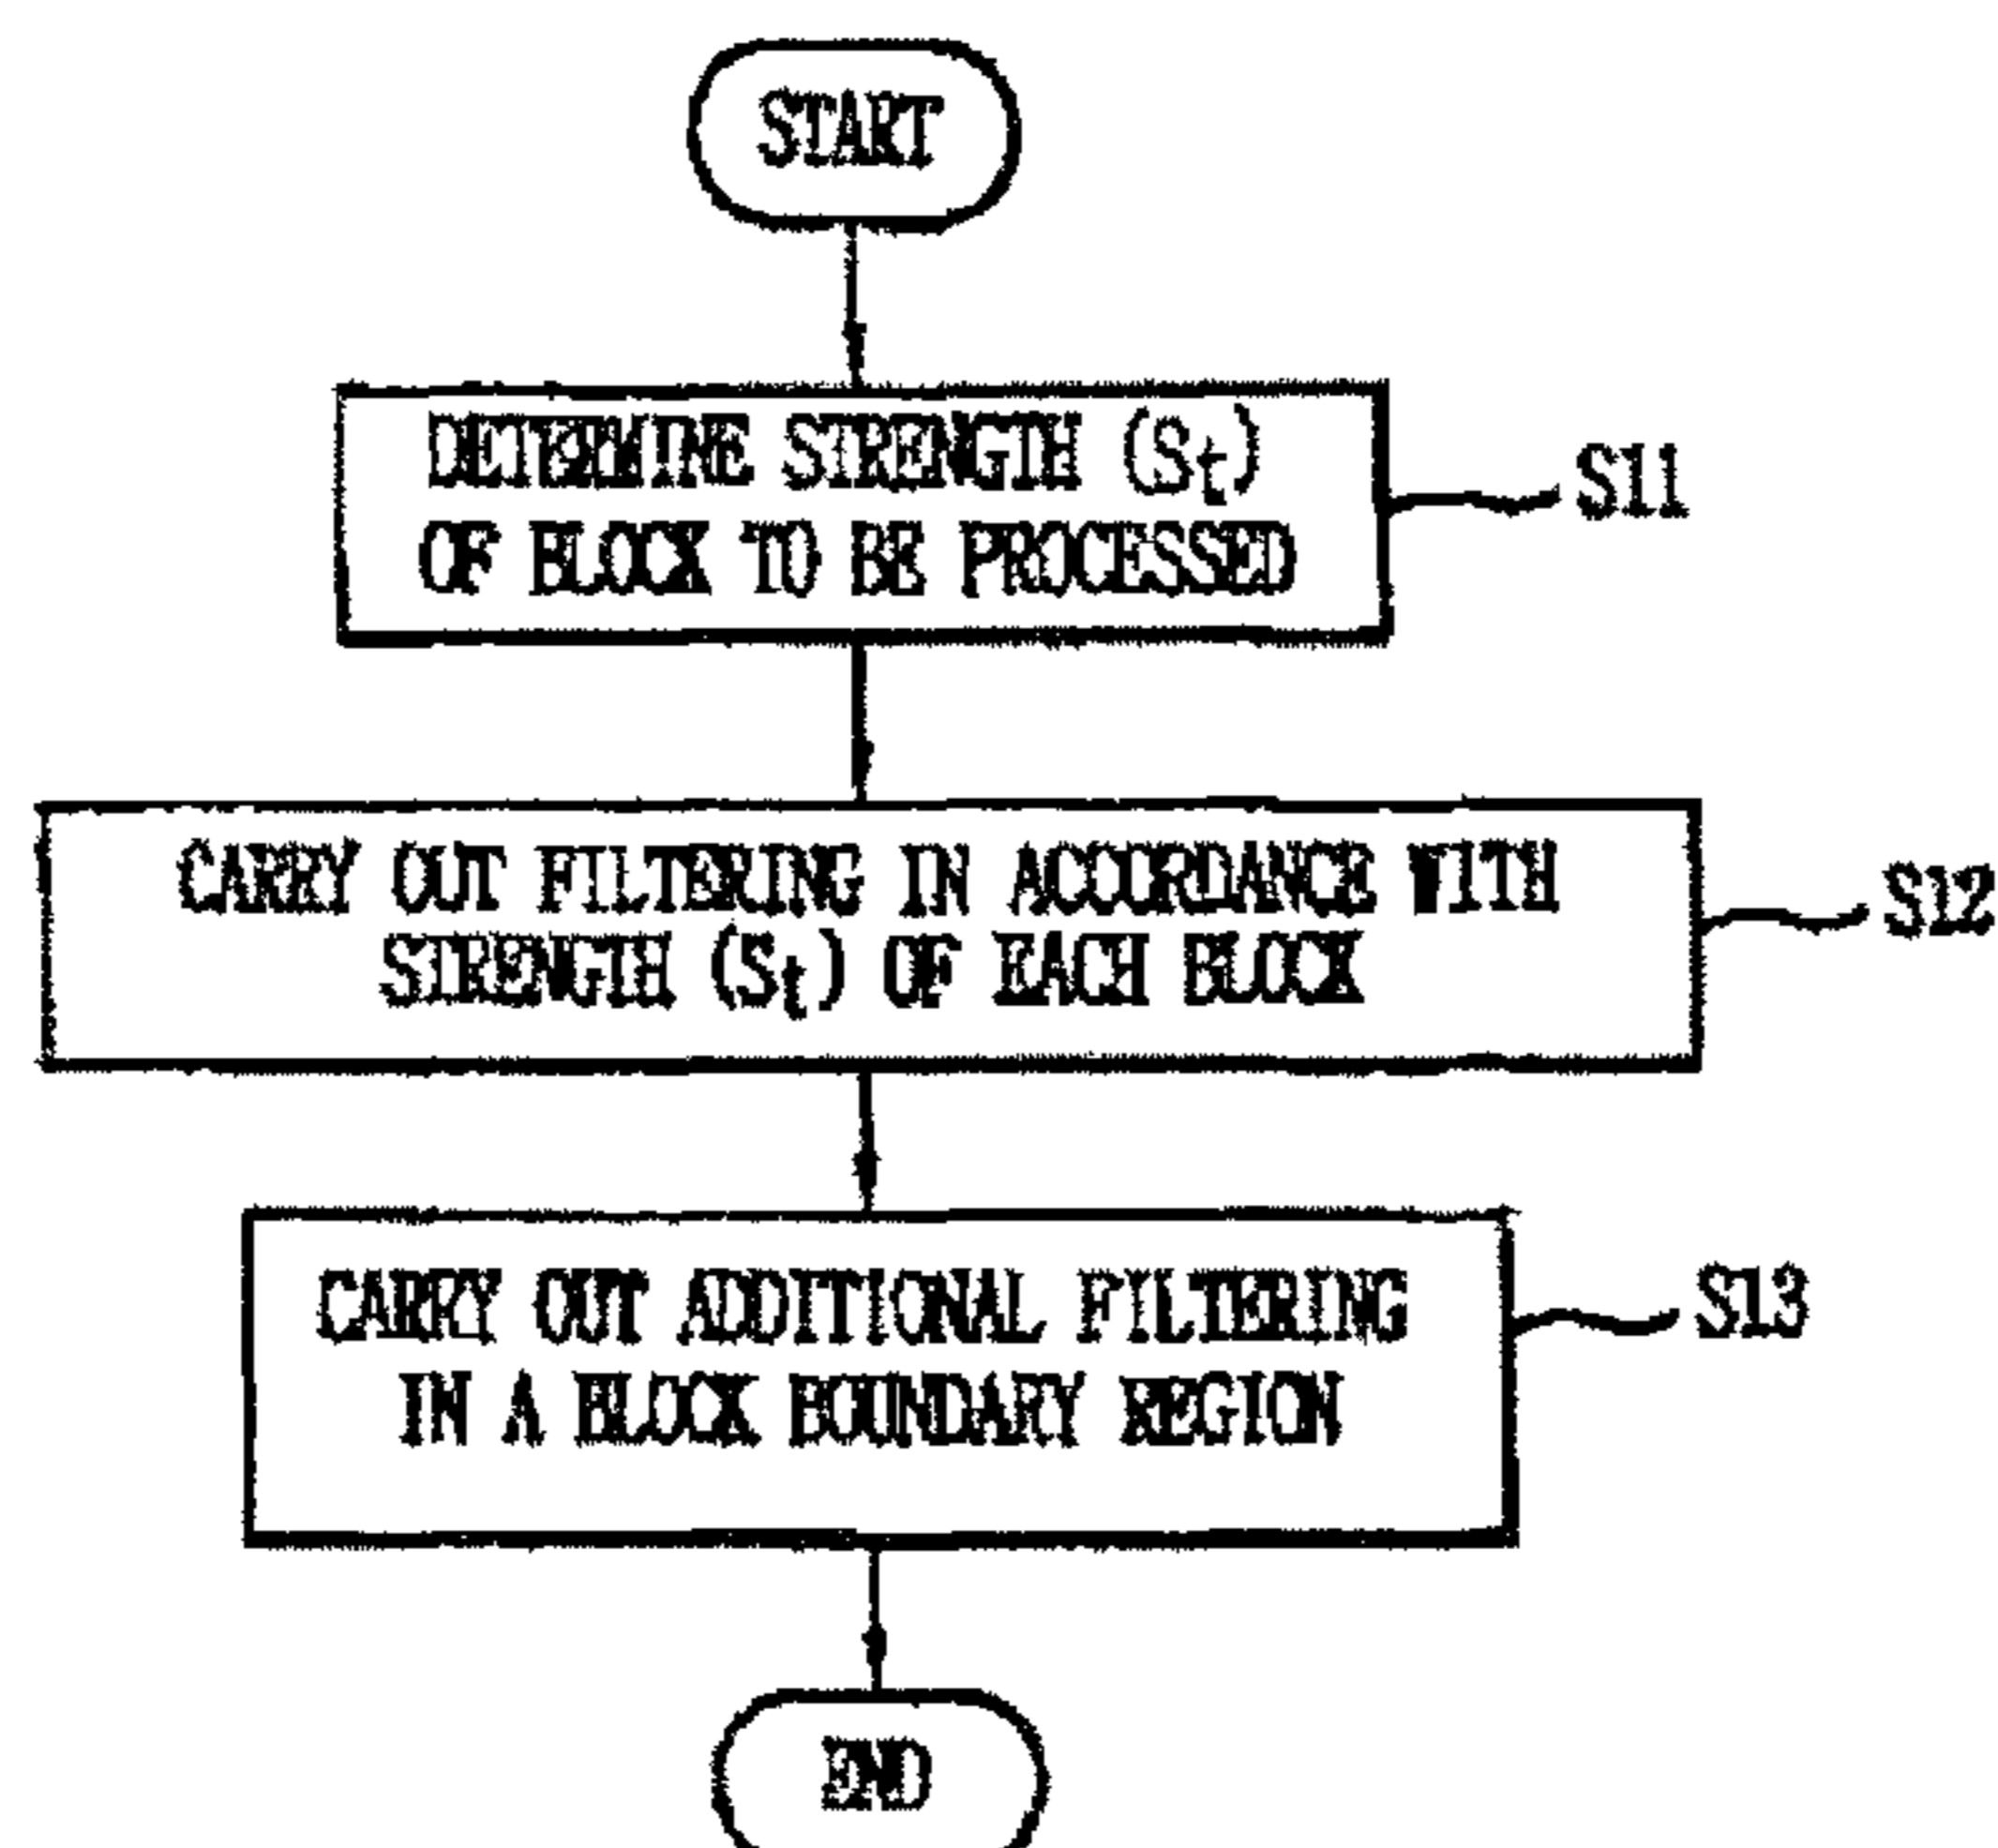 START
DETERMINE STRENGTH (St)
OF BLOCK TO BE PROCESSED
S11
CARRY OUT FILTERING IN ACCORDANCE WITH
STRENGTH (St) OF EACH BLOCK
S12
CARRY OUT ADDITIONAL FILTERING
IN A BLOCK BOUNDARY REGION
S13
END